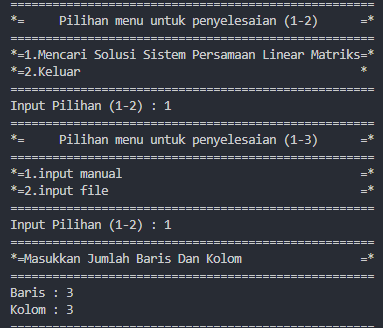 ==================================================
*=     Pilihan menu untuk penyelesaian (1-2)      =*
==================================================
*=1.Mencari Solusi Sistem Persamaan Linear Matriks=*
*=2.Keluar                                       *
==================================================
Input Pilihan (1-2) : 1
==================================================
*=     Pilihan menu untuk penyelesaian (1-3)      =*
==================================================
*=1.input manual                                 =*
*=2.input file                                   =*
==================================================
Input Pilihan (1-2) : 1
==================================================
*=Masukkan Jumlah Baris Dan Kolom                =*
==================================================
Baris : 3
Kolom : 3
==================================================